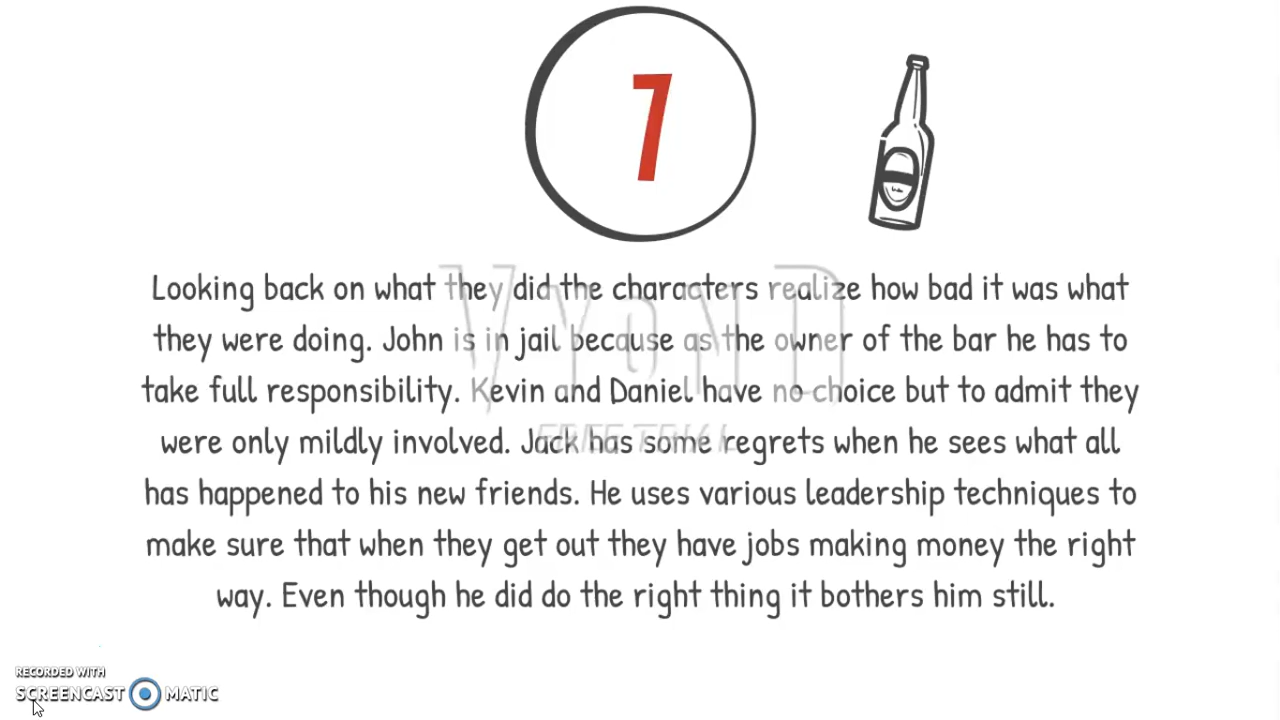 7
Looking back on what they did the characters realize how bad it was what
they were doing. John is in jail because as the owner of the bar he has to
take full responsibility. Kevin and Daniel have no choice but to admit they
were only mildly involved. Jack has some regrets when he sees what all
has happened to his new friends. He uses various leadership techniques to
make sure that when they get out they have jobs making money the right
way. Even though he did do the right thing it bothers him still.
VYOND
FREE TRIAL
RECORDED WITH
SCREENCAST MATIC